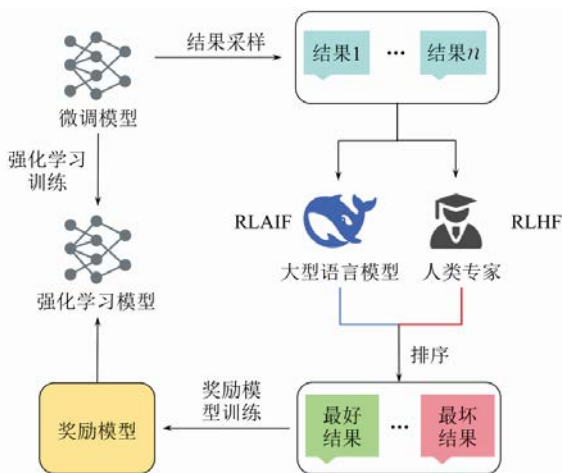 结果采样
结果1
···
结果n
微调模型
强化学习
训练
RLAIF
RLHF
大型语言模型
人类专家
强化学习模型
排序
奖励模
型训练
奖励模型
最好
结果
···
最坏
结果